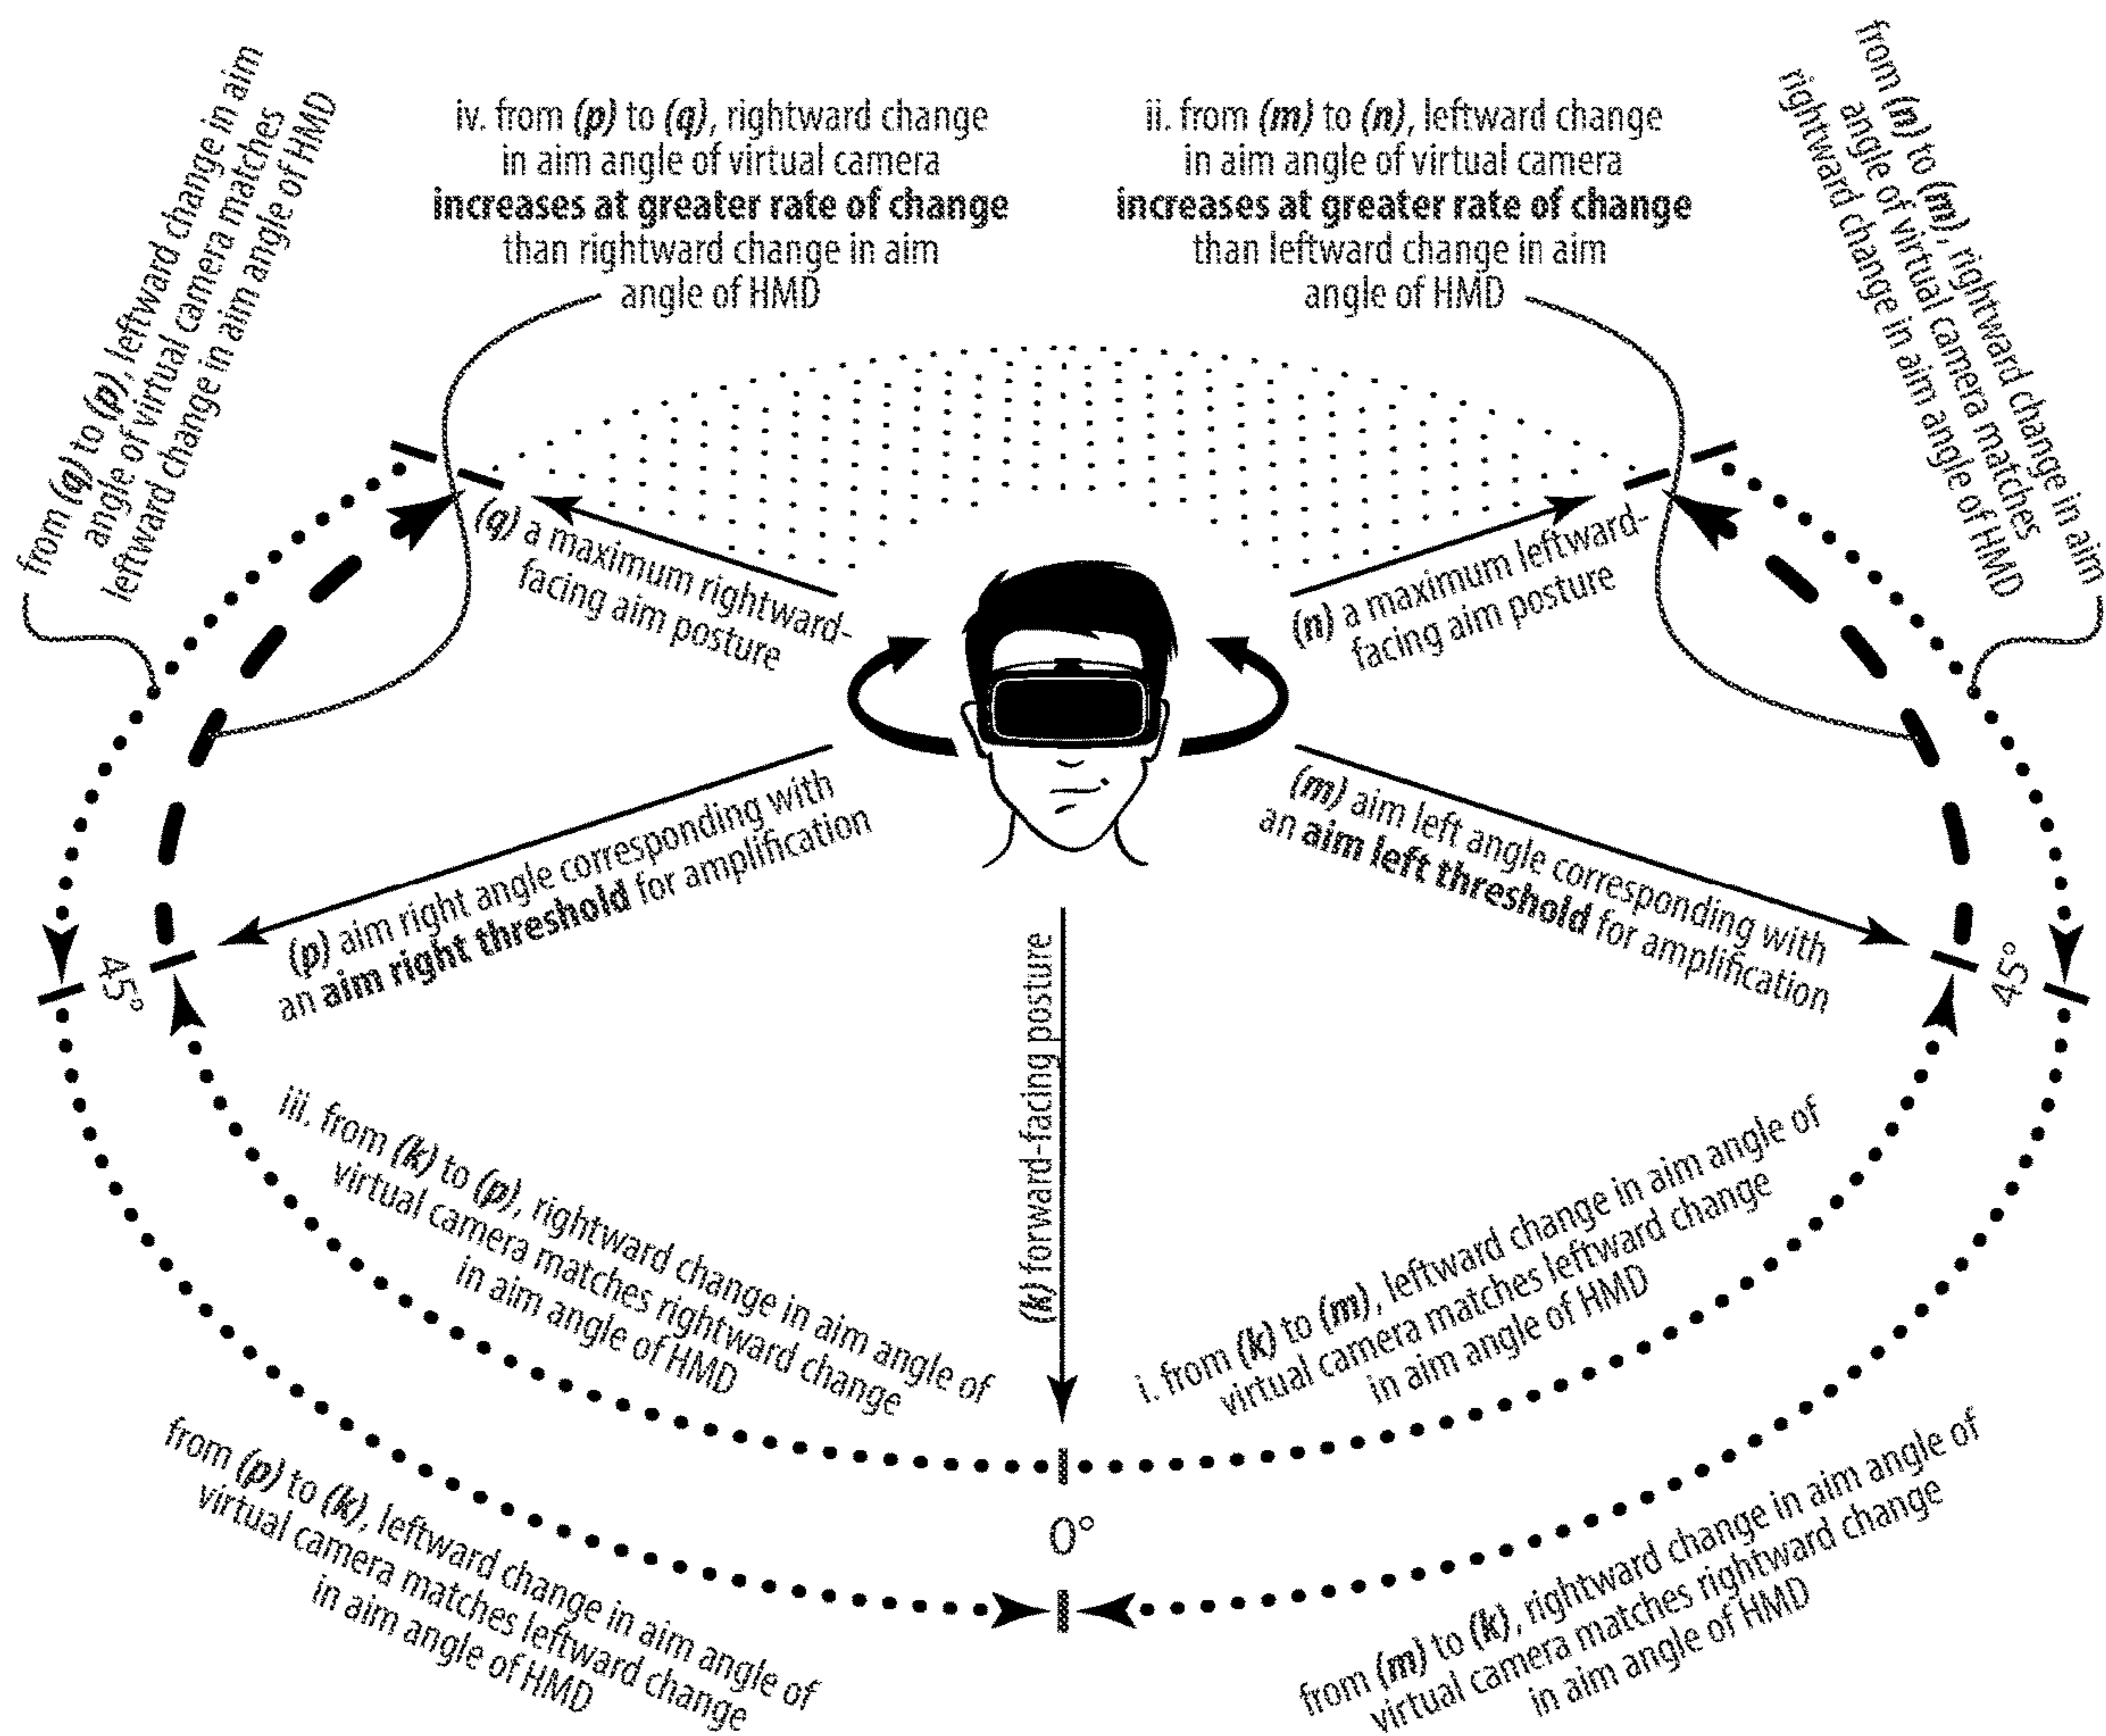 from (q) to (p), leftward change in aim
angle of virtual camera matches
leftward change in aim angle of HMD
iv. from (p) to (q), rightward change
in aim angle of virtual camera
increases at greater rate of change
than rightward change in aim
angle of HMD
ii. from (m) to (n), leftward change
in aim angle of virtual camera
increases at greater rate of change
than leftward change in aim
angle of HMD
from (n) to (m), rightward change in aim
angle of virtual camera matches
rightward change in aim angle of HMD
(q) a maximum rightward-
facing aim posture
(n) a maximum leftward-
facing aim posture
(p) aim right angle corresponding with
an aim right threshold for amplification
(m) aim left angle corresponding with
an aim left threshold for amplification
45°
45°
(k) forward-facing posture
iii. from (k) to (p), rightward change in aim angle of
virtual camera matches rightward change
in aim angle of HMD
i. from (k) to (m), leftward change in aim angle of
virtual camera matches leftward change
in aim angle of HMD
0°
from (p) to (k), leftward change in aim angle of
virtual camera matches leftward change
in aim angle of HMD
from (m) to (k), rightward change in aim angle of
virtual camera matches rightward change
in aim angle of HMD